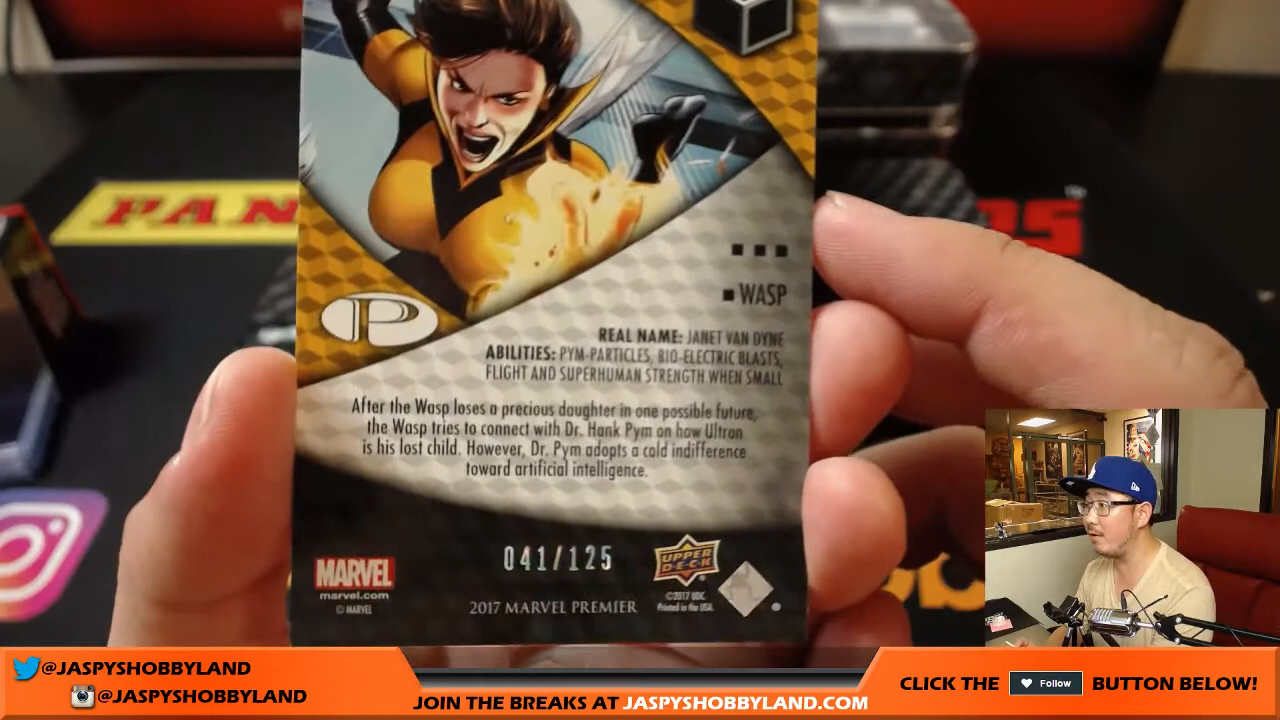 PAN
WASP
REAL NAME: JANET VAN DYNE
ABILITIES: PYM-PARTICLES, BIO-ELECTRIC BLASTS,
FLIGHT AND SUPERHUMAN STRENGTH WHEN SMALL
After the Wasp loses a precious daughter in one possible future,
the Wasp tries to connect with Dr. Hank Pym on how Ultron
is his lost child. However, Dr. Pym adopts a cold indifference
toward artificial intelligence.
041/125
MARVEL
marvel.com
© MARVEL
2017 MARVEL PREMIER
UPPER
DECK
©2017 UDC
Printed in the USA
@JASPYSHOBBYLAND
@JASPYSHOBBYLAND
JOIN THE BREAKS AT JASPYSHOBBYLAND.COM
CLICK THE Follow BUTTON BELOW!